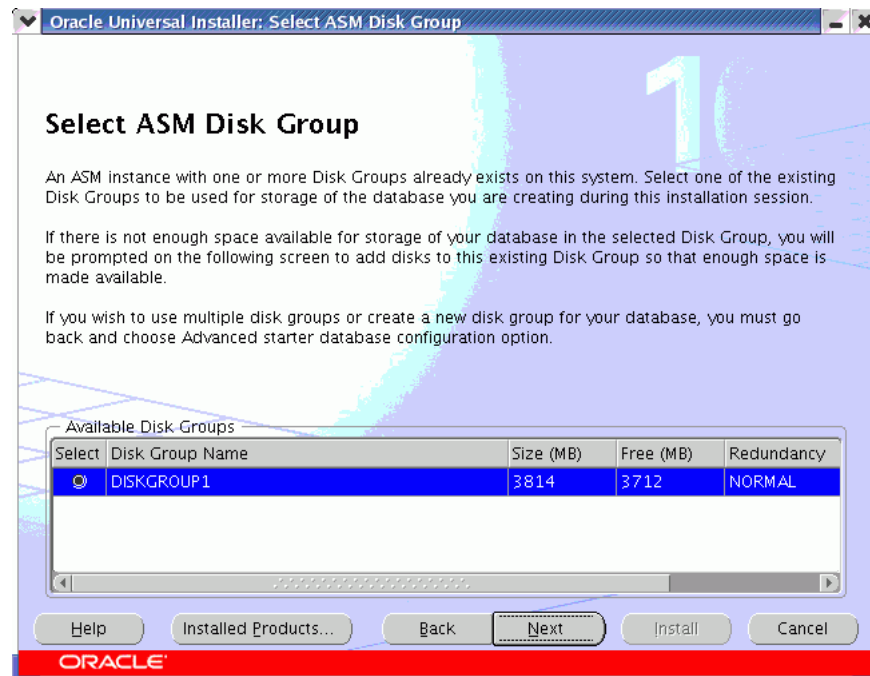 Oracle Universal Installer: Select ASM Disk Group
10
Select ASM Disk Group
An ASM instance with one or more Disk Groups already exists on this system. Select one of the existing
Disk Groups to be used for storage of the database you are creating during this installation session.
If there is not enough space available for storage of your database in the selected Disk Group, you will
be prompted on the following screen to add disks to this existing Disk Group so that enough space is
made available.
If you wish to use multiple disk groups or create a new disk group for your database, you must go
back and choose Advanced starter database configuration option.
Available Disk Groups
Select Disk Group Name Size (MB) Free (MB) Redundancy
DISKGROUP1 3814 3712 NORMAL
Help Installed Products... Back Next Install Cancel
ORACLE